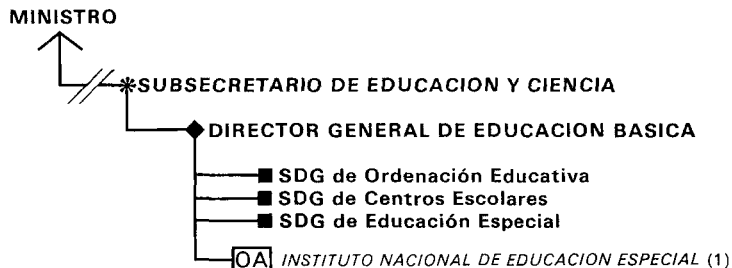 MINISTRO
SUBSECRETARIO DE EDUCACION Y CIENCIA
DIRECTOR GENERAL DE EDUCACION BASICA
SDG de Ordenación Educativa
SDG de Centros Escolares
SDG de Educación Especial
OA INSTITUTO NACIONAL DE EDUCACION ESPECIAL (1)